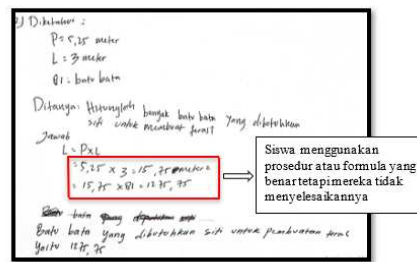 2) Diketahui :
P = 5,25 meter
L = 3 meter
81 : batu bata
Ditanya: Hitunglah banyak batu bata yang dibutuhkan
siti untuk membuat teras?
Jawab
L = P x L
= 5,25 x 3 = 15,75 meter²
= 15,75 x 81 = 1275,75
Batu bata yang dibutuhkan siti untuk pembuatan teras
yaitu 1275,75
Siswa menggunakan
prosedur atau formula yang
benar tetapi mereka tidak
menyelesaikannya